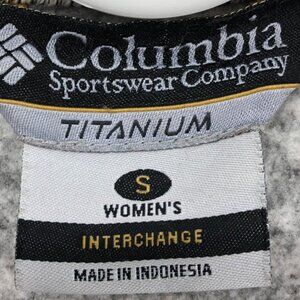 Columbia
Sportswear Company
TITANIUM
S
WOMEN'S
INTERCHANGE
MADE IN INDONESIA